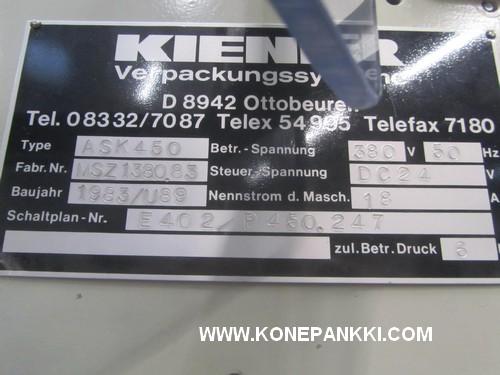 KIENER
Verpackungssysteme
D 8942 Ottobeuren
Tel. 08332/7087 Telex 54995 Telefax 7180
Type ASK450 Betr.-Spannung 380 V 50 Hz
Fabr. Nr. MSZ1380,83 Steuer-Spannung DC24 V
Baujahr 1983/U89 Nennstrom d. Masch. 18 A
Schaltplan-Nr. E402/P450.247
zul. Betr. Druck 6
WWW.KONEPANKKI.COM